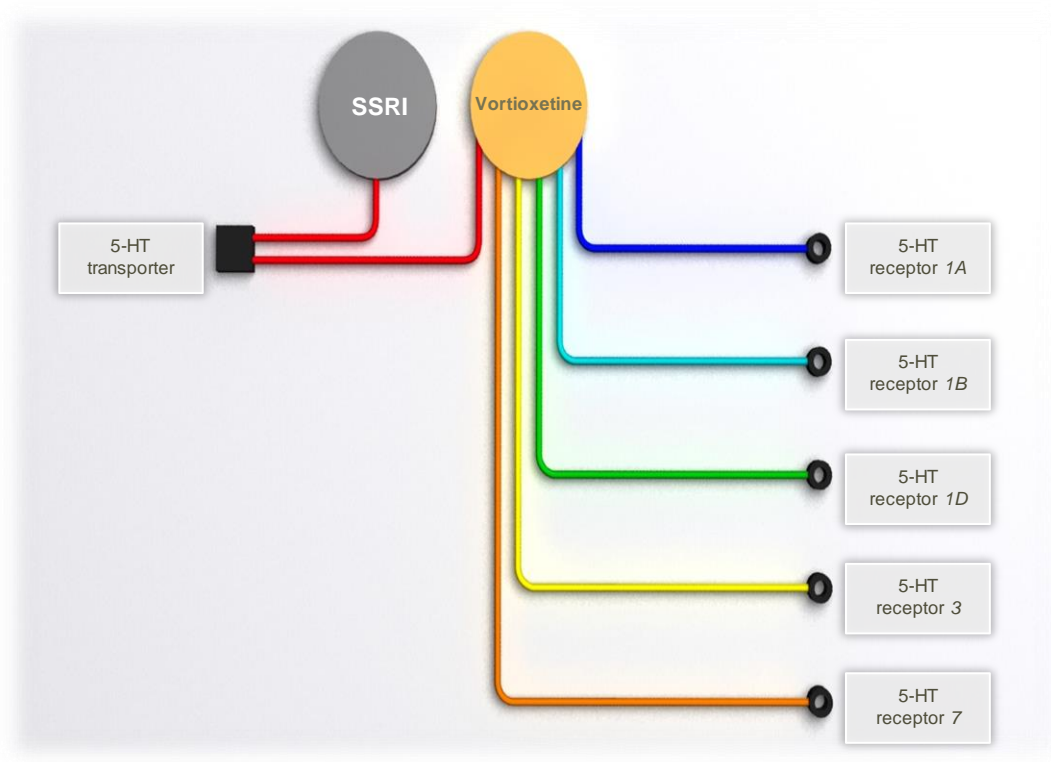 SSRI
Vortioxetine
5-HT
transporter
5-HT
receptor 1A
5-HT
receptor 1B
5-HT
receptor 1D
5-HT
receptor 3
5-HT
receptor 7